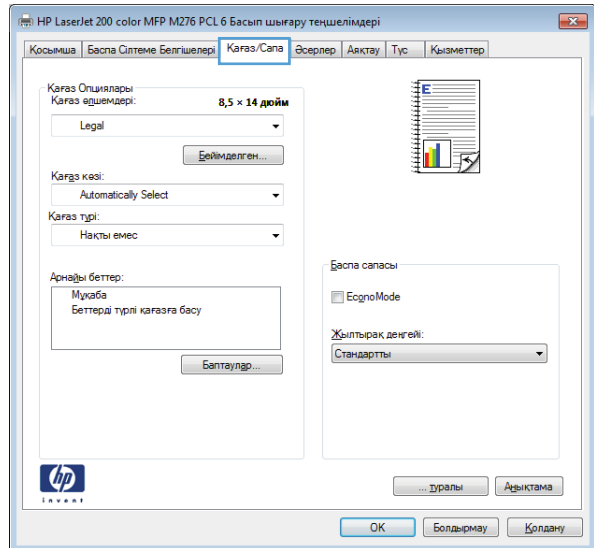 HP LaserJet 200 color MFP M276 PCL 6 Басып шығару теңшелімдері
Қосымша Баспа Сілтеме Белгішелері Қағаз/Сапа Әсерлер Аяқтау Түс Қызметтер
Қағаз Опциялары
Қағаз өлшемдері: 8,5 × 14 дюйм
Legal
Бейімделген...
Қағаз көзі:
Automatically Select
Қағаз түрі:
Нақты емес
Арнайы беттер:
Мұқаба
Беттерді түрлі қағазға басу
Баптаулар...
E
Баспа сапасы
EconoMode
Жылтырақ деңгейі:
Стандартты
hp
invent
... туралы Анықтама
OK Болдырмау Қолдану